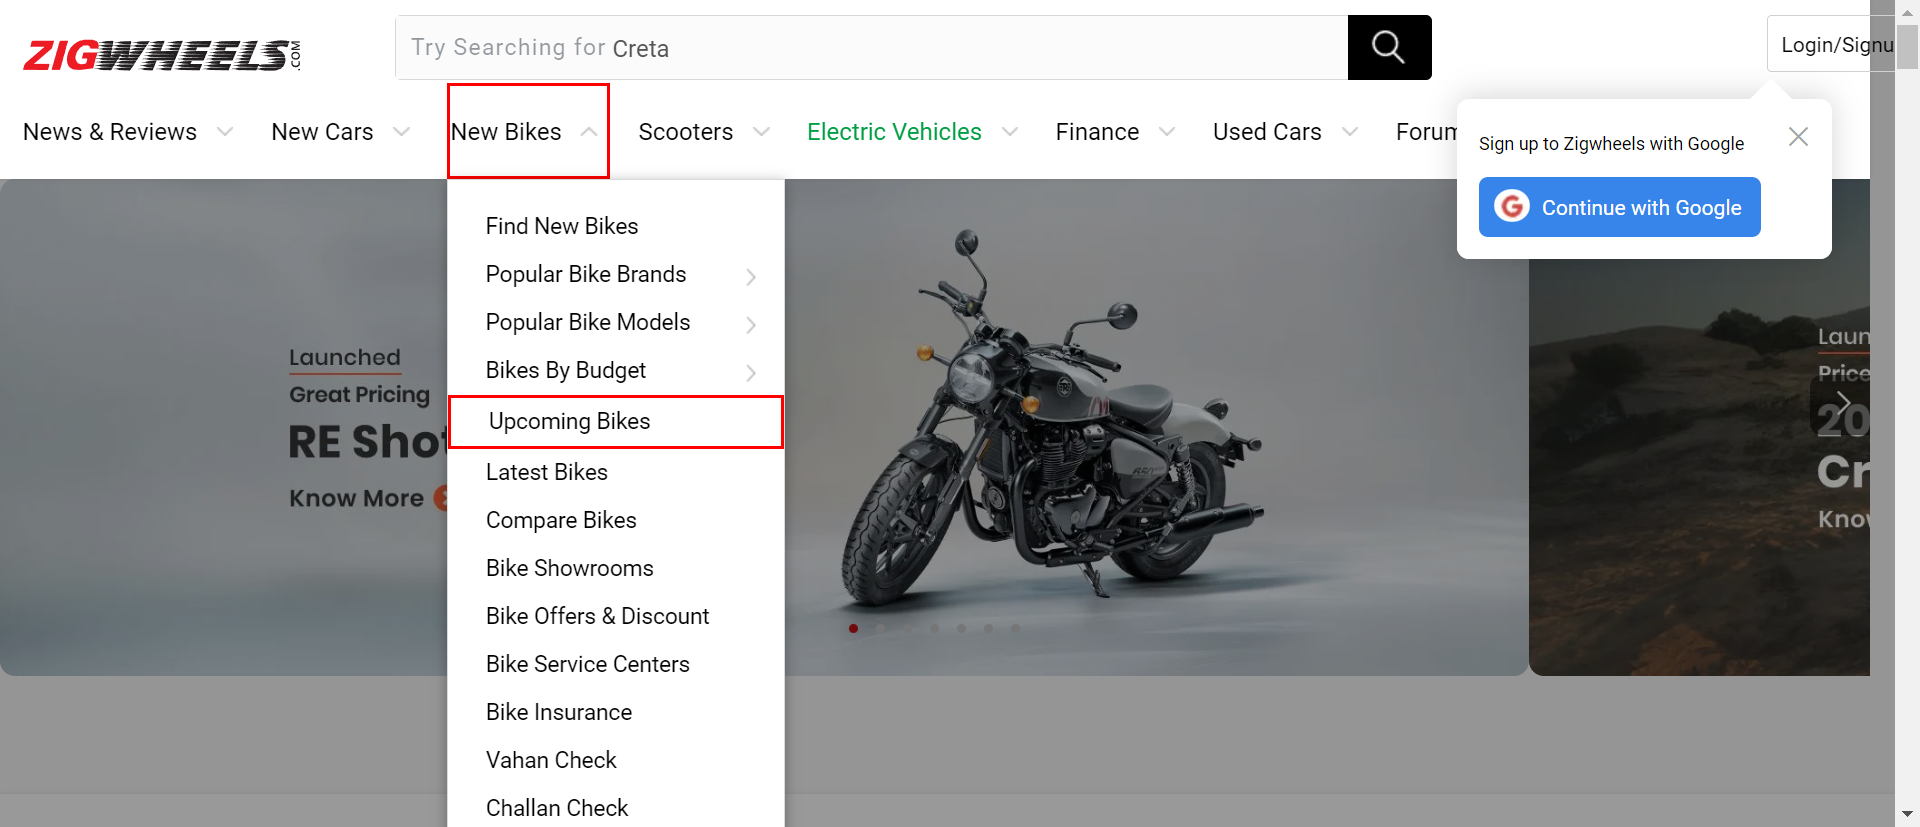 ZIGWHEELS.COM
Try Searching for Creta
Login/Signu
News & Reviews
New Cars
New Bikes
Scooters
Electric Vehicles
Finance
Used Cars
Forum
Sign up to Zigwheels with Google
G Continue with Google
Find New Bikes
Popular Bike Brands
Popular Bike Models
Bikes By Budget
Upcoming Bikes
Latest Bikes
Compare Bikes
Bike Showrooms
Bike Offers & Discount
Bike Service Centers
Bike Insurance
Vahan Check
Challan Check
Launched
Great Pricing
RE Shot
Know More
Laun
Price
20
Cr
Know